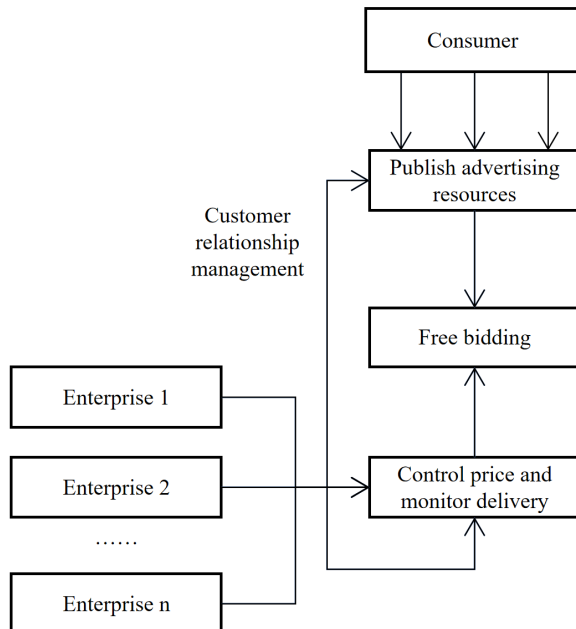 Consumer
Publish advertising
resources
Customer
relationship
management
Free bidding
Enterprise 1
Enterprise 2
Control price and
monitor delivery
……
Enterprise n